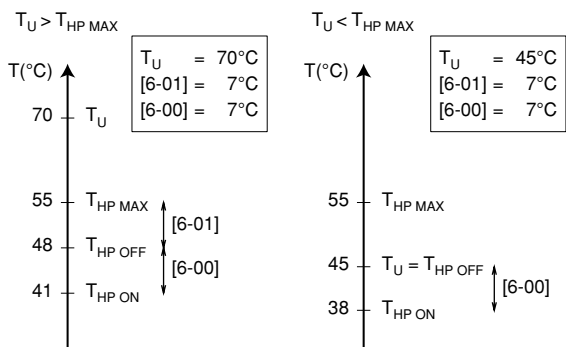 T_U > T_HP MAX
T_U = 70°C
[6-01] = 7°C
[6-00] = 7°C
T(°C)
70 T_U
55 T_HP MAX
[6-01]
48 T_HP OFF
[6-00]
41 T_HP ON
T_U < T_HP MAX
T_U = 45°C
[6-01] = 7°C
[6-00] = 7°C
T(°C)
55 T_HP MAX
45 T_U = T_HP OFF
[6-00]
38 T_HP ON